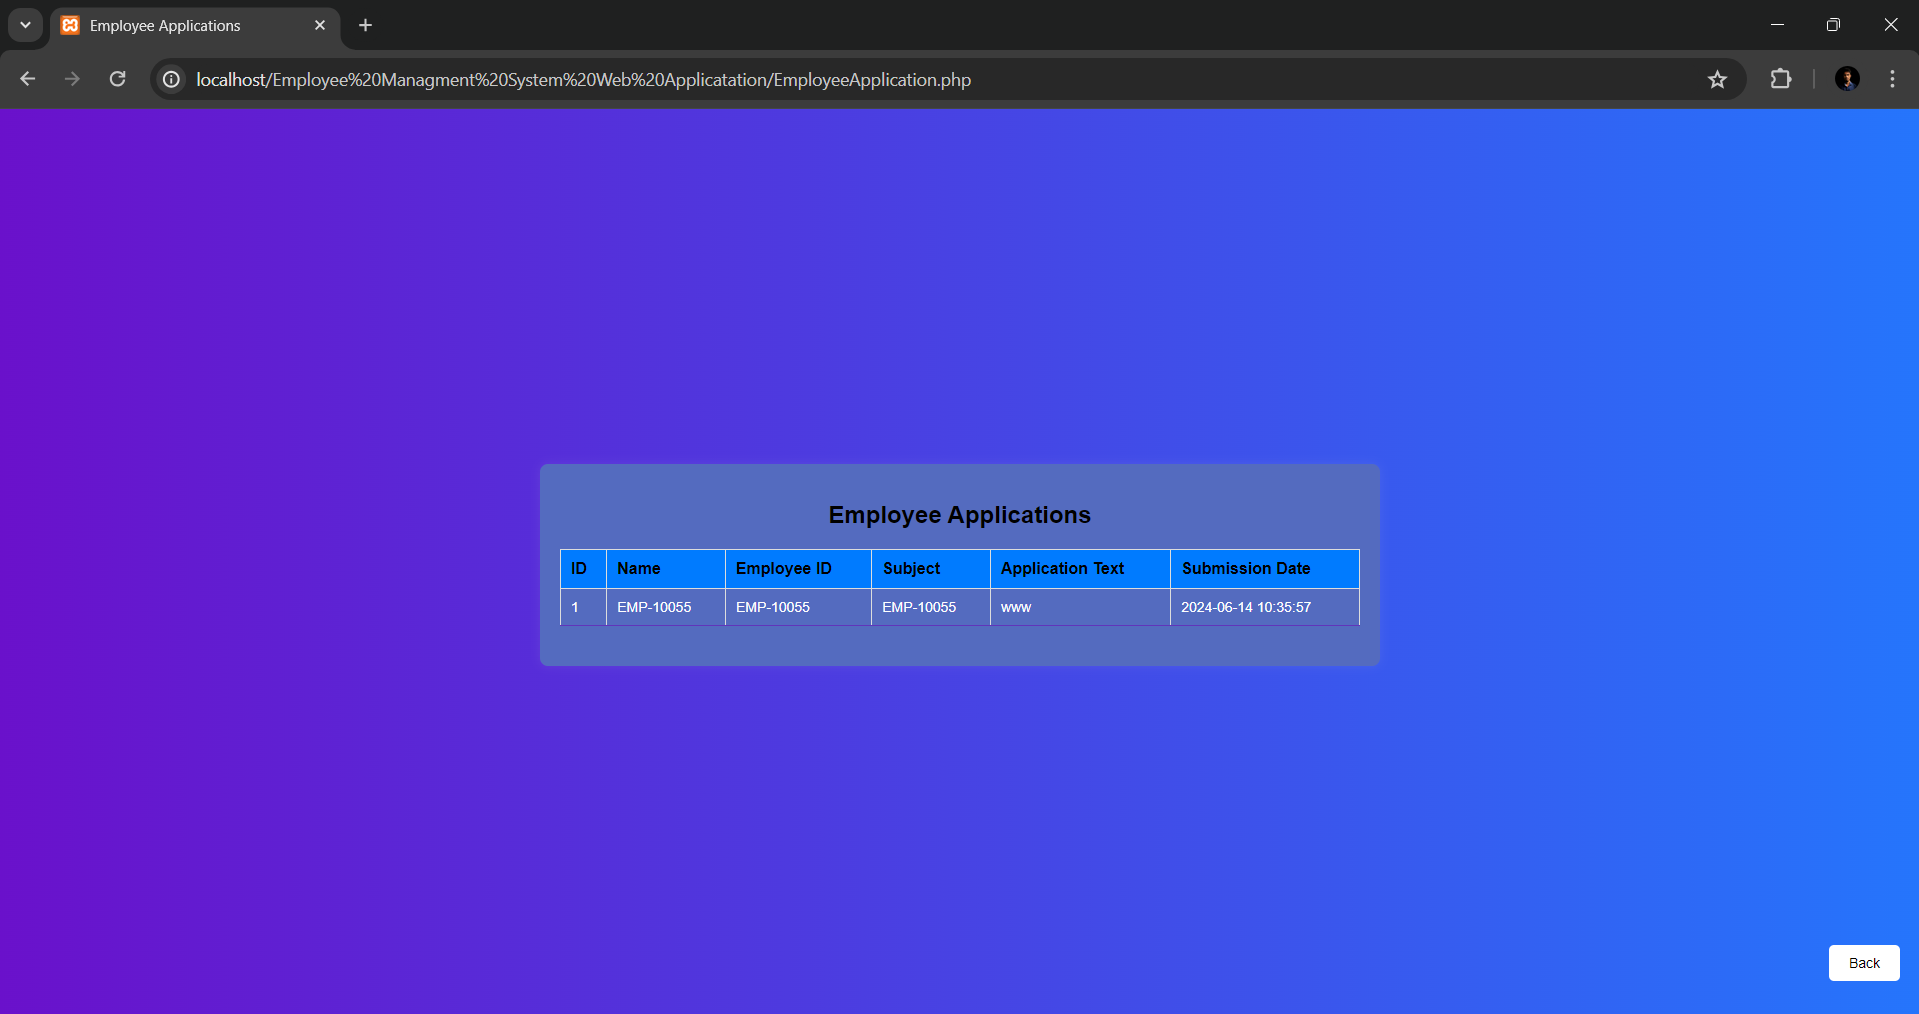 Employee Applications
localhost/Employee%20Managment%20System%20Web%20Applicatation/EmployeeApplication.php
Employee Applications
ID Name Employee ID Subject Application Text Submission Date
1 EMP-10055 EMP-10055 EMP-10055 www 2024-06-14 10:35:57
Back